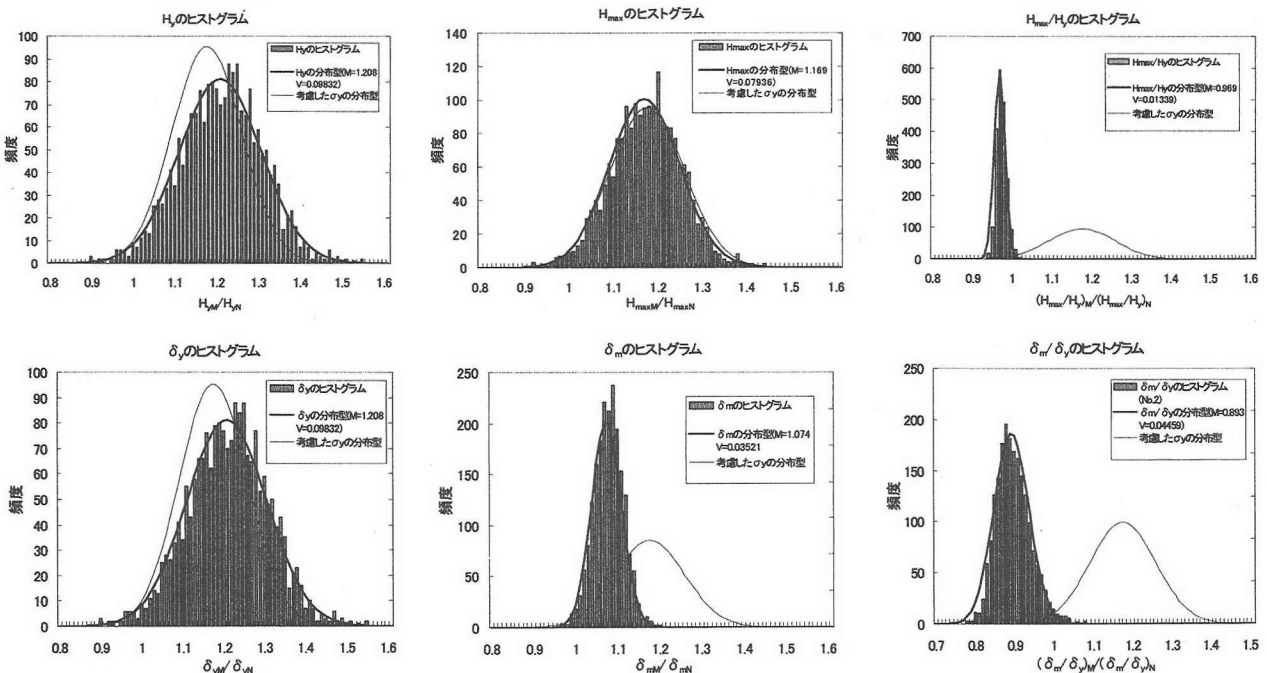 Hyのヒストグラム
100
90
80
70
60
50
40
30
20
10
0
頻度
Hyのヒストグラム
Hyの分布型(M=1.208
V=0.09832)
考慮したσyの分布型
0.8 0.9 1 1.1 1.2 1.3 1.4 1.5 1.6
HyM/HyN
Hmaxのヒストグラム
140
120
100
80
60
40
20
0
頻度
Hmaxのヒストグラム
Hmaxの分布型(M=1.169
V=0.07936)
考慮したσyの分布型
0.8 0.9 1 1.1 1.2 1.3 1.4 1.5 1.6
HmaxM/HmaxN
Hmax/Hyのヒストグラム
700
600
500
400
300
200
100
0
頻度
Hmax/Hyのヒストグラム
Hmax/Hyの分布型(M=0.969
V=0.01339)
考慮したσyの分布型
0.8 0.9 1 1.1 1.2 1.3 1.4 1.5 1.6
(Hmax/Hy)M/(Hmax/Hy)N
δyのヒストグラム
100
90
80
70
60
50
40
30
20
10
0
頻度
δyのヒストグラム
δyの分布型(M=1.208
V=0.09832)
考慮したσyの分布型
0.8 0.9 1 1.1 1.2 1.3 1.4 1.5 1.6
δyM/δyN
δmのヒストグラム
250
200
150
100
50
0
頻度
δmのヒストグラム
δmの分布型(M=1.074
V=0.03521
考慮したσyの分布型
0.8 0.9 1 1.1 1.2 1.3 1.4 1.5 1.6
δmM/δmN
δm/δyのヒストグラム
250
200
150
100
50
0
頻度
δm/δyのヒストグラム
(No.2)
δm/δyの分布型(M=0.893
V=0.04459)
考慮したσyの分布型
0.7 0.8 0.9 1 1.1 1.2 1.3 1.4 1.5
(δm/δy)M/(δm/δy)N